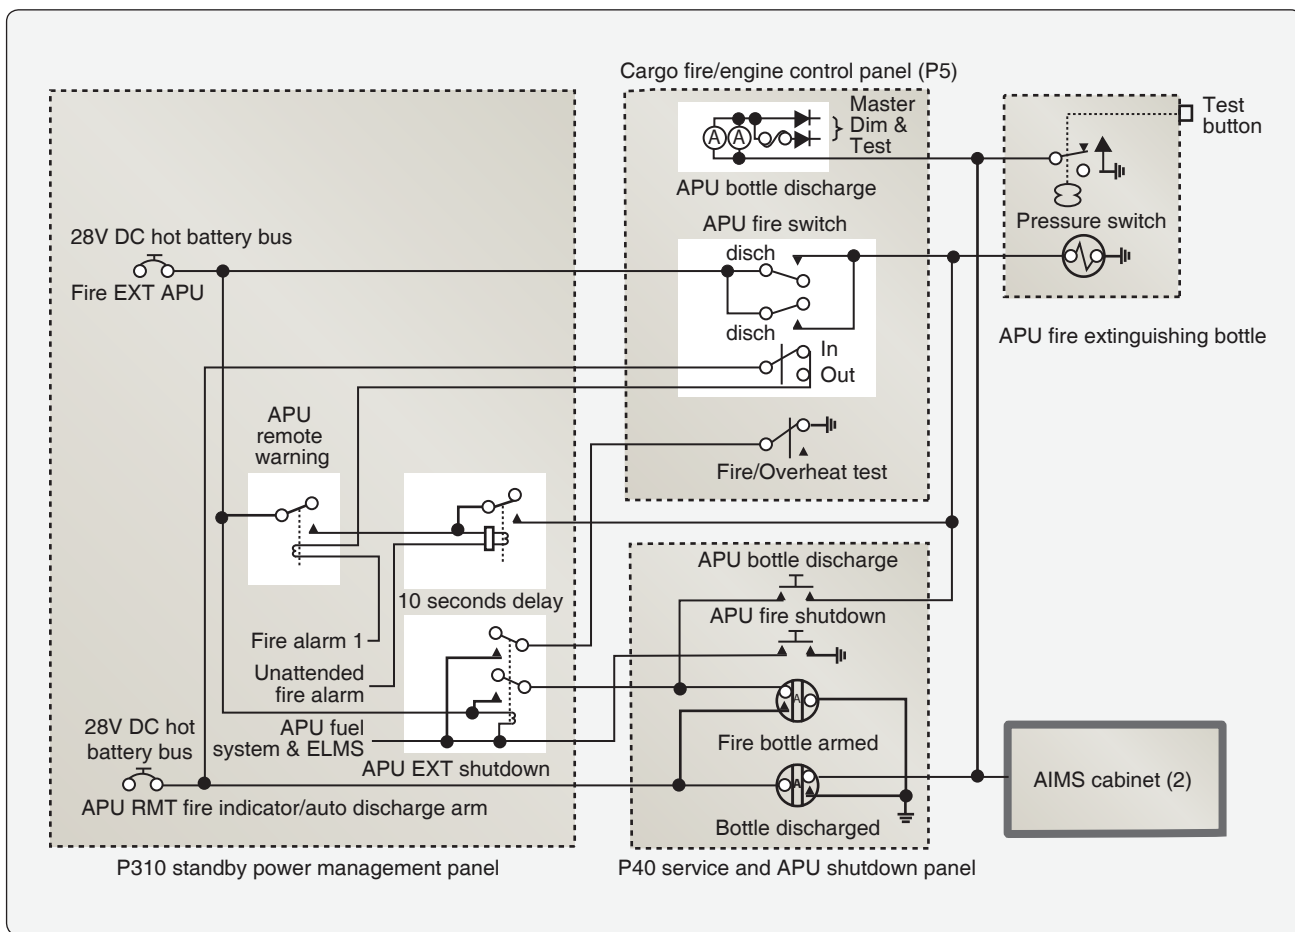 Cargo fire/engine control panel (P5)
Master
Dim &
Test
A A
APU bottle discharge
Test
button
Pressure switch
APU fire switch
28V DC hot battery bus
Fire EXT APU
disch
disch
In
Out
APU fire extinguishing bottle
APU
remote
warning
Fire/Overheat test
10 seconds delay
Fire alarm 1
Unattended
fire alarm
APU fuel
system & ELMS
APU EXT shutdown
28V DC hot
battery bus
APU RMT fire indicator/auto discharge arm
APU bottle discharge
APU fire shutdown
A
Fire bottle armed
A
Bottle discharged
AIMS cabinet (2)
P310 standby power management panel
P40 service and APU shutdown panel